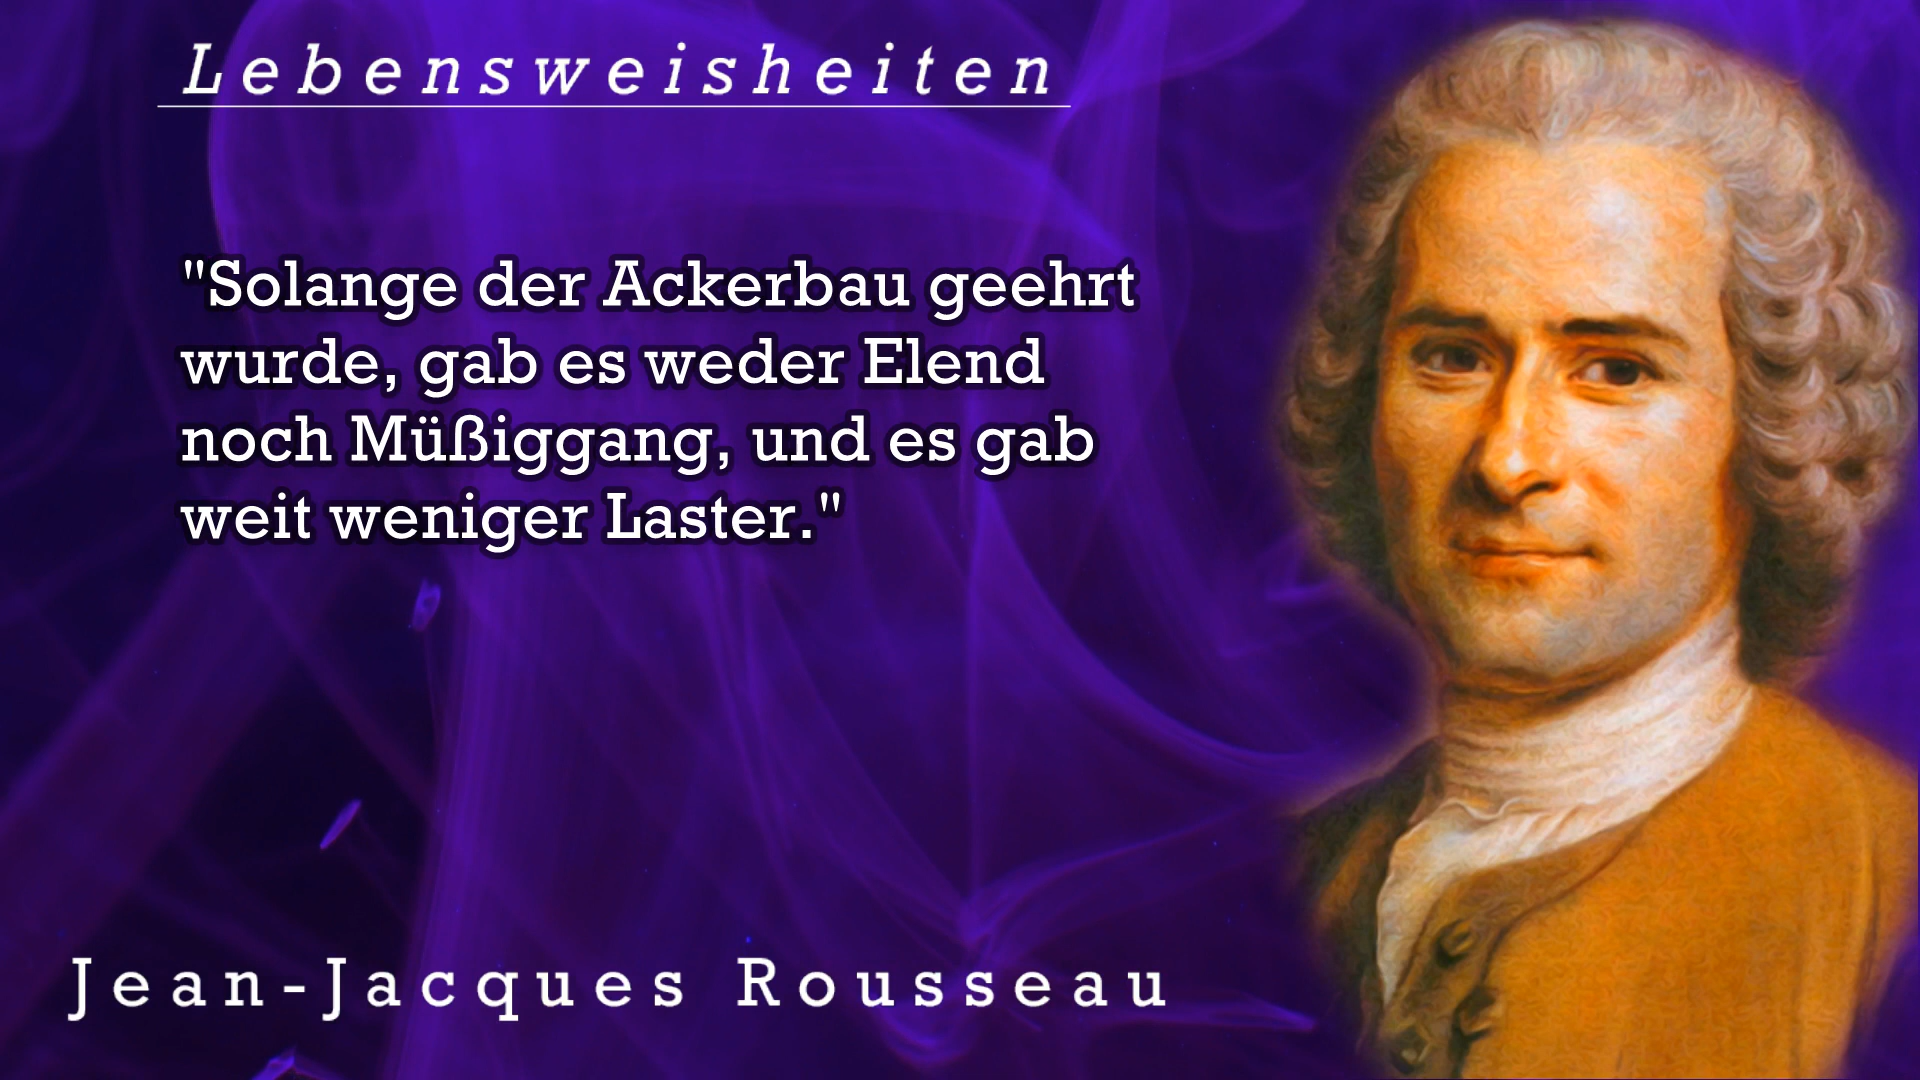 Lebensweisheiten
"Solange der Ackerbau geehrt
wurde, gab es weder Elend
noch Müßiggang, und es gab
weit weniger Laster."
Jean-Jacques Rousseau